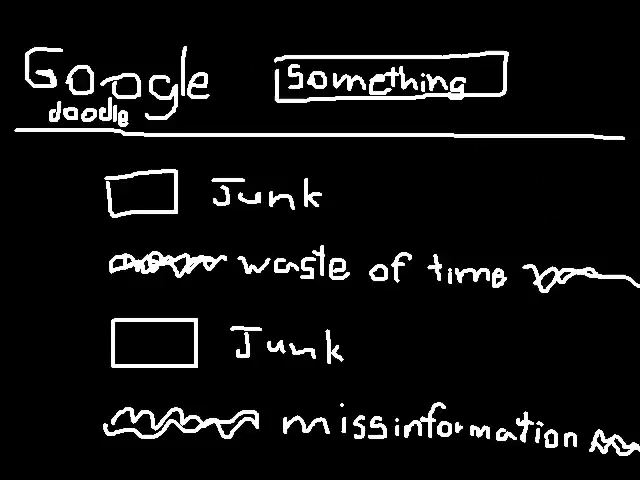 Google something
doodle
Junk
waste of time
Junk
missinformation